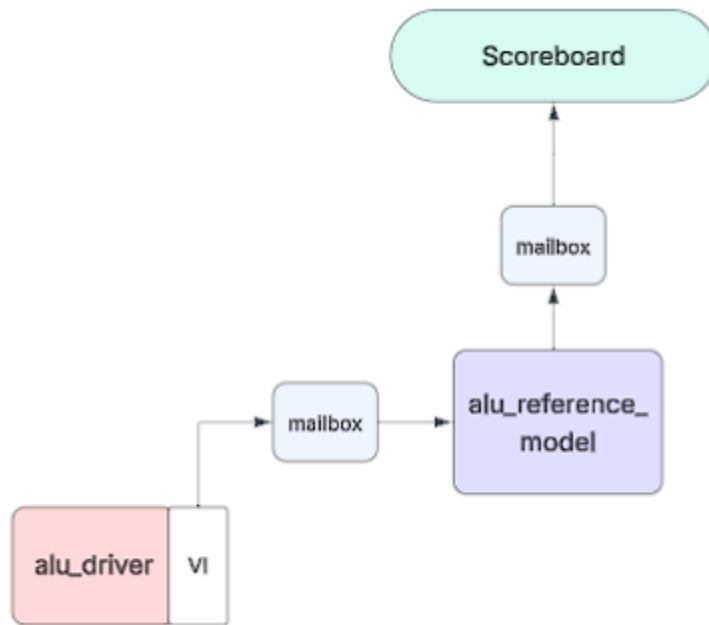 Scoreboard
mailbox
alu_reference_
model
mailbox
alu_driver
VI